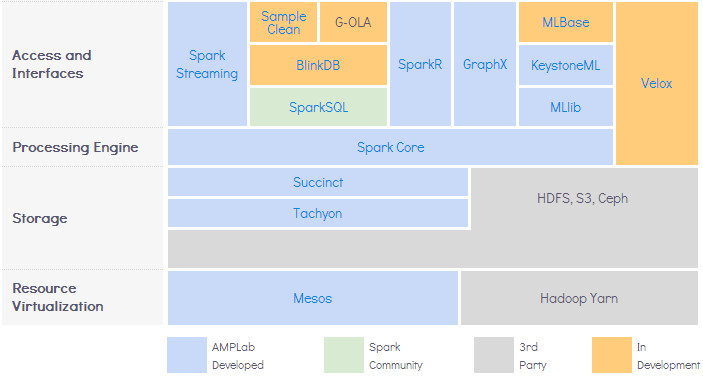 Access and
Interfaces
Spark
Streaming
Sample
Clean
G-OLA
BlinkDB
SparkSQL
SparkR
GraphX
MLBase
KeystoneML
MLlib
Velox
Processing Engine
Spark Core
Storage
Succinct
Tachyon
HDFS, S3, Ceph
Resource
Virtualization
Mesos
Hadoop Yarn
AMPLab
Developed
Spark
Community
3rd
Party
In
Development